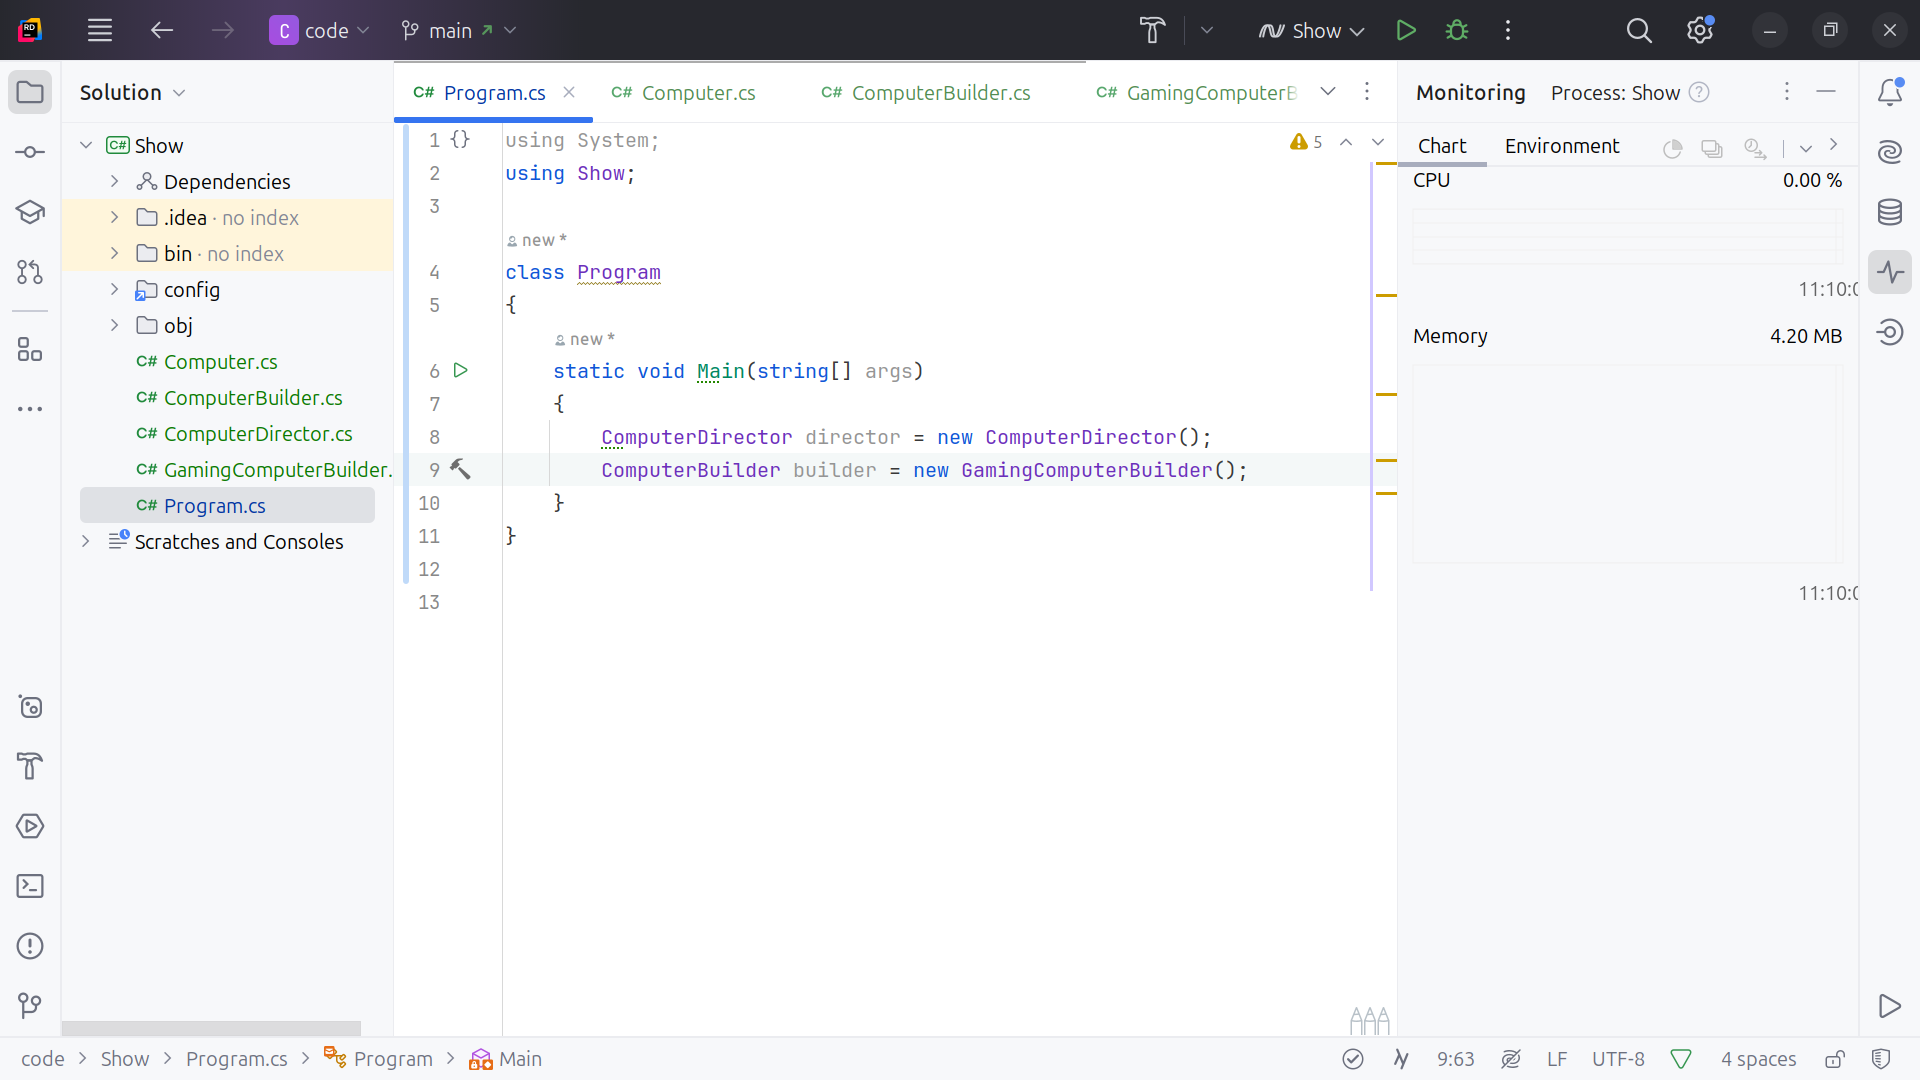 C code main Show
Solution
Show
Dependencies
.idea · no index
bin · no index
config
obj
C# Computer.cs
C# ComputerBuilder.cs
C# ComputerDirector.cs
C# GamingComputerBuilder.
C# Program.cs
Scratches and Consoles
C# Program.cs C# Computer.cs C# ComputerBuilder.cs C# GamingComputerB
5
1 {} using System;
2 using Show;
3
new *
4 class Program
5 {
new *
6 static void Main(string[] args)
7 {
8 ComputerDirector director = new ComputerDirector();
9 ComputerBuilder builder = new GamingComputerBuilder();
10 }
11 }
12
13
Monitoring Process: Show ?
Chart Environment
CPU 0.00 %
11:10:0
Memory 4.20 MB
11:10:0
code > Show > Program.cs > Program > Main
9:63 LF UTF-8 4 spaces